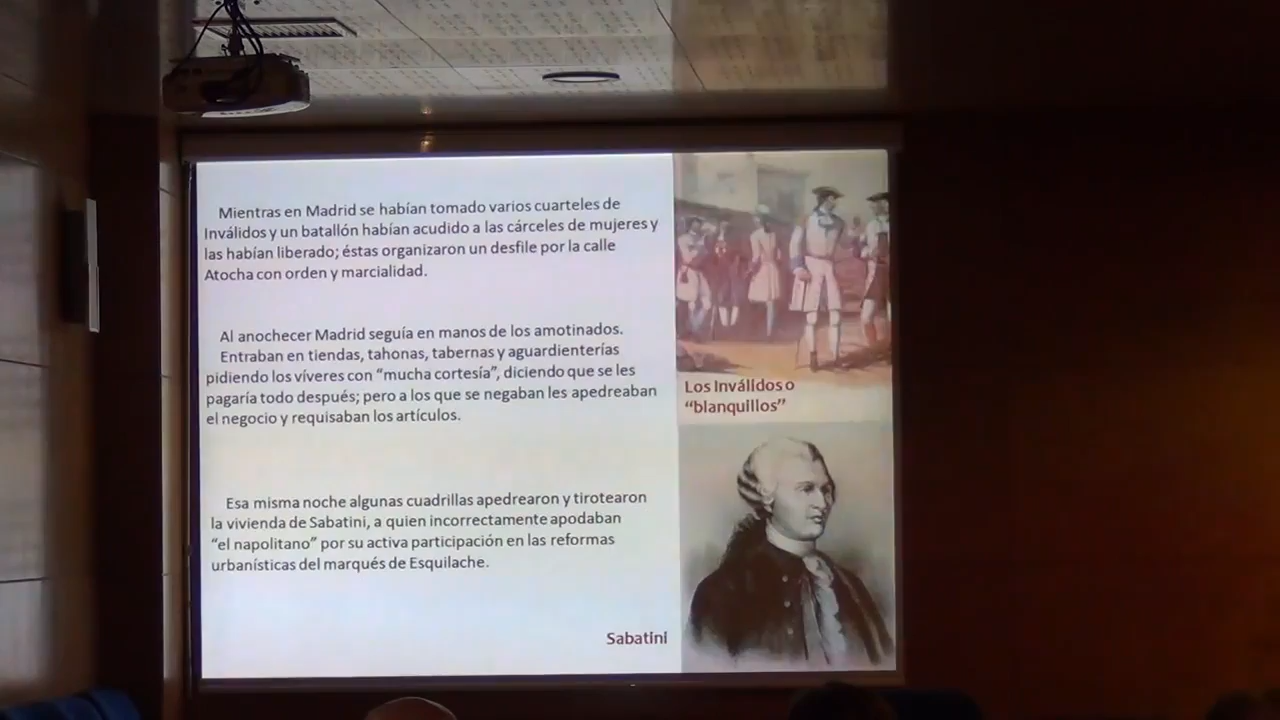 Mientras en Madrid se habían tomado varios cuarteles de
Inválidos y un batallón habían acudido a las cárceles de mujeres y
las habían liberado; éstas organizaron un desfile por la calle
Atocha con orden y marcialidad.
Al anochecer Madrid seguía en manos de los amotinados.
Entraban en tiendas, tahonas, tabernas y aguardienterías
pidiendo los víveres con “mucha cortesía”, diciendo que se les
pagaría todo después; pero a los que se negaban les apedreaban
el negocio y requisaban los artículos.
Esa misma noche algunas cuadrillas apedrearon y tirotearon
la vivienda de Sabatini, a quien incorrectamente apodaban
“el napolitano” por su activa participación en las reformas
urbanísticas del marqués de Esquilache.
Los Inválidos o
“blanquillos”
Sabatini